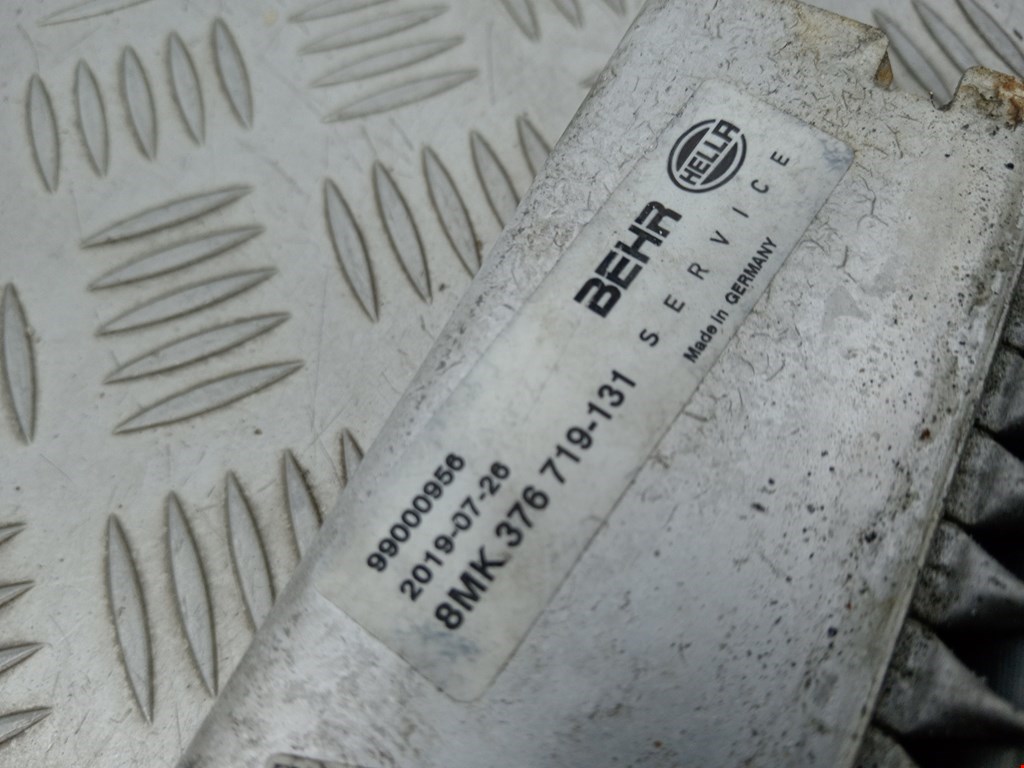 HELLA
BEHR
SERVICE
Made in GERMANY
99000956
2019-07-26
8MK 376 719-131